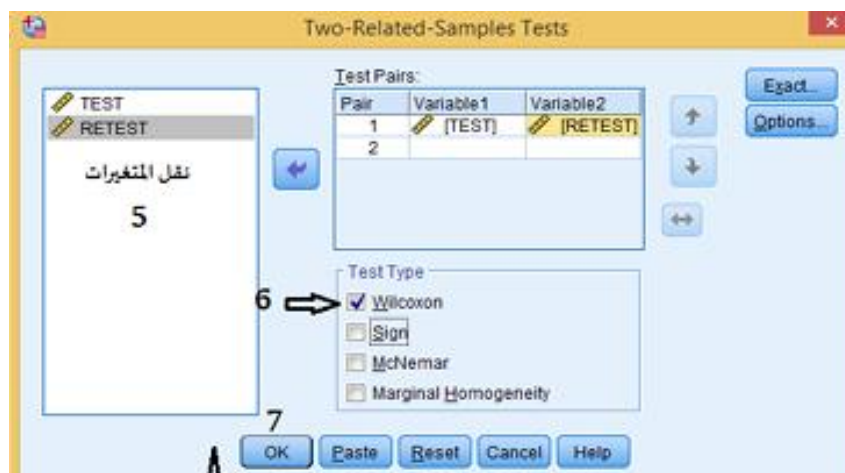 Two-Related-Samples Tests
TEST
RETEST
نقل المتغيرات
5
Test Pairs:
Pair Variable1 Variable2
1 [TEST] [RETEST]
2
Exact...
Options...
Test Type
6
Wilcoxon
Sign
McNemar
Marginal Homogeneity
7
OK Paste Reset Cancel Help